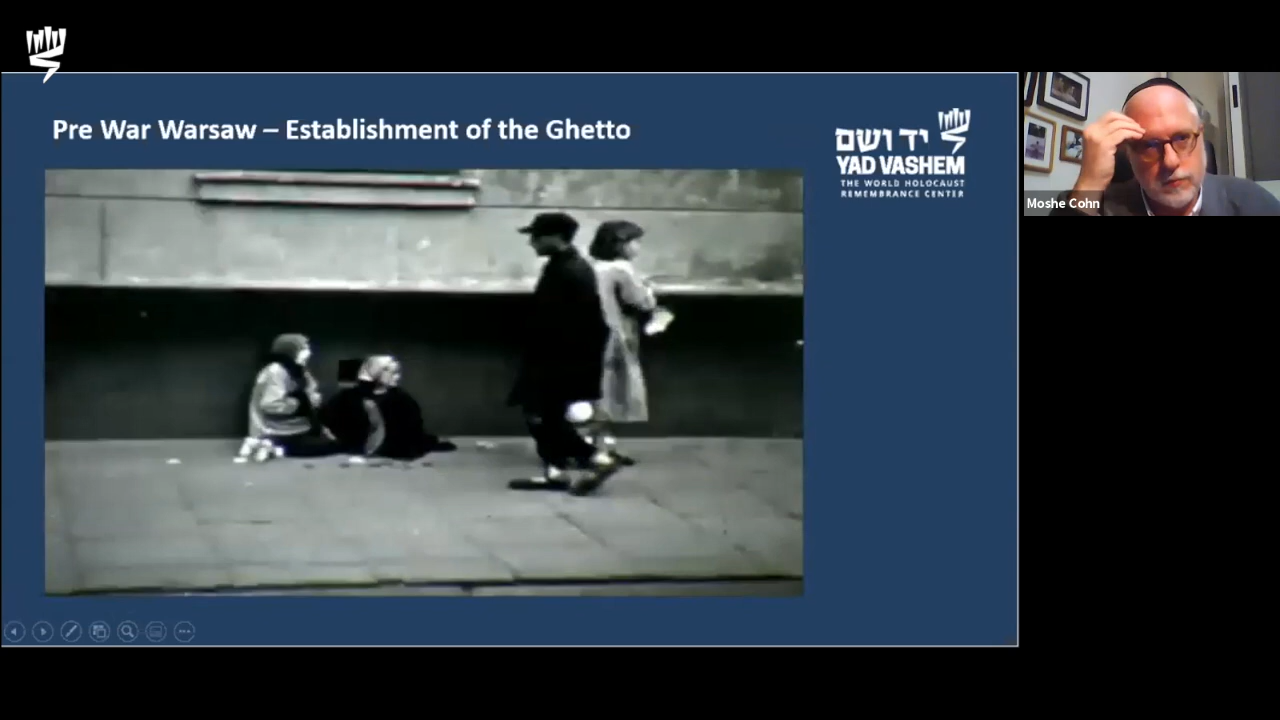 Pre War Warsaw – Establishment of the Ghetto
יד ושם
YAD VASHEM
THE WORLD HOLOCAUST
REMEMBRANCE CENTER
Moshe Cohn